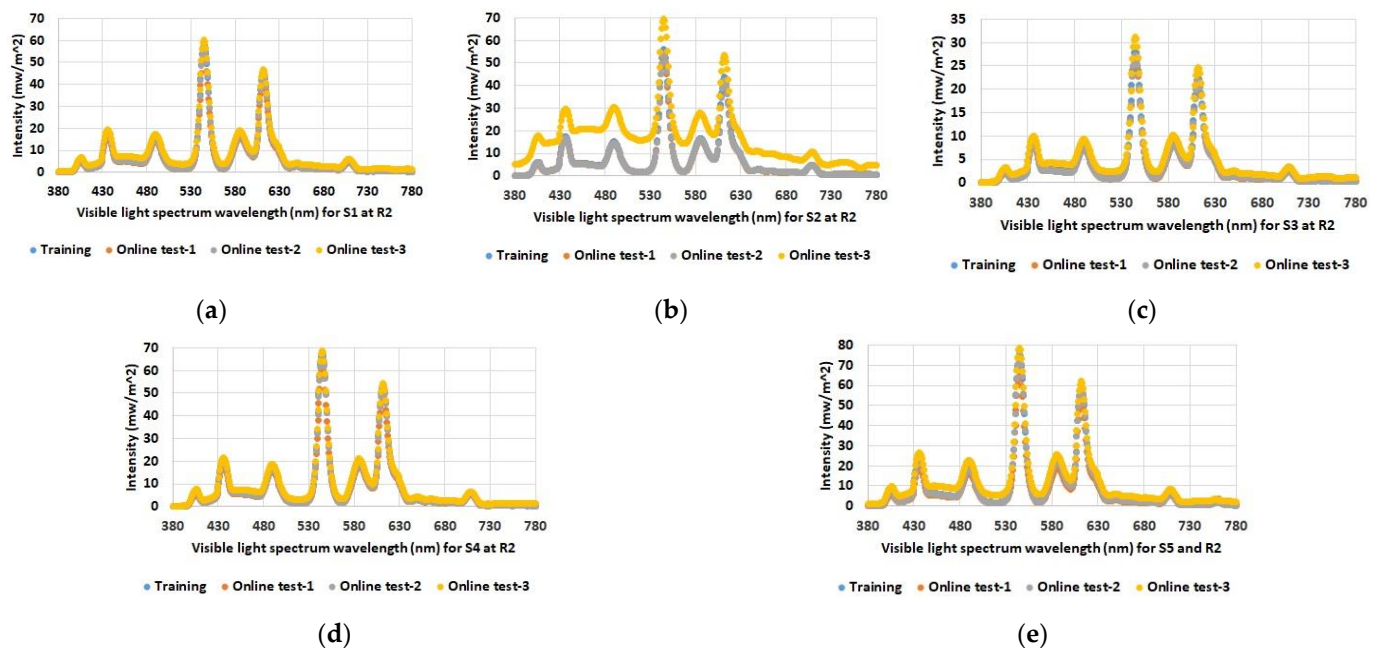 Intensity (mw/m^2)
70
60
50
40
30
20
10
0
380 430 480 530 580 630 680 730 780
Visible light spectrum wavelength (nm) for S1 at R2
Training Online test-1 Online test-2 Online test-3
(a)
Intensity (mw/m^2)
70
60
50
40
30
20
10
0
380 430 480 530 580 630 680 730 780
Visible light spectrum wavelength (nm) for S2 at R2
Training Online test-1 Online test-2 Online test-3
(b)
Intensity (mw/m^2)
35
30
25
20
15
10
5
0
380 430 480 530 580 630 680 730 780
Visible light spectrum wavelength (nm) for S3 at R2
Training Online test-1 Online test-2 Online test-3
(c)
Intensity (mw/m^2)
70
60
50
40
30
20
10
0
380 430 480 530 580 630 680 730 780
Visible light spectrum wavelength (nm) for S4 at R2
Training Online test-1 Online test-2 Online test-3
(d)
Intensity (mw/m^2)
80
70
60
50
40
30
20
10
0
380 430 480 530 580 630 680 730 780
Visible light spectrum wavelength (nm) for S5 and R2
Training Online test-1 Online test-2 Online test-3
(e)